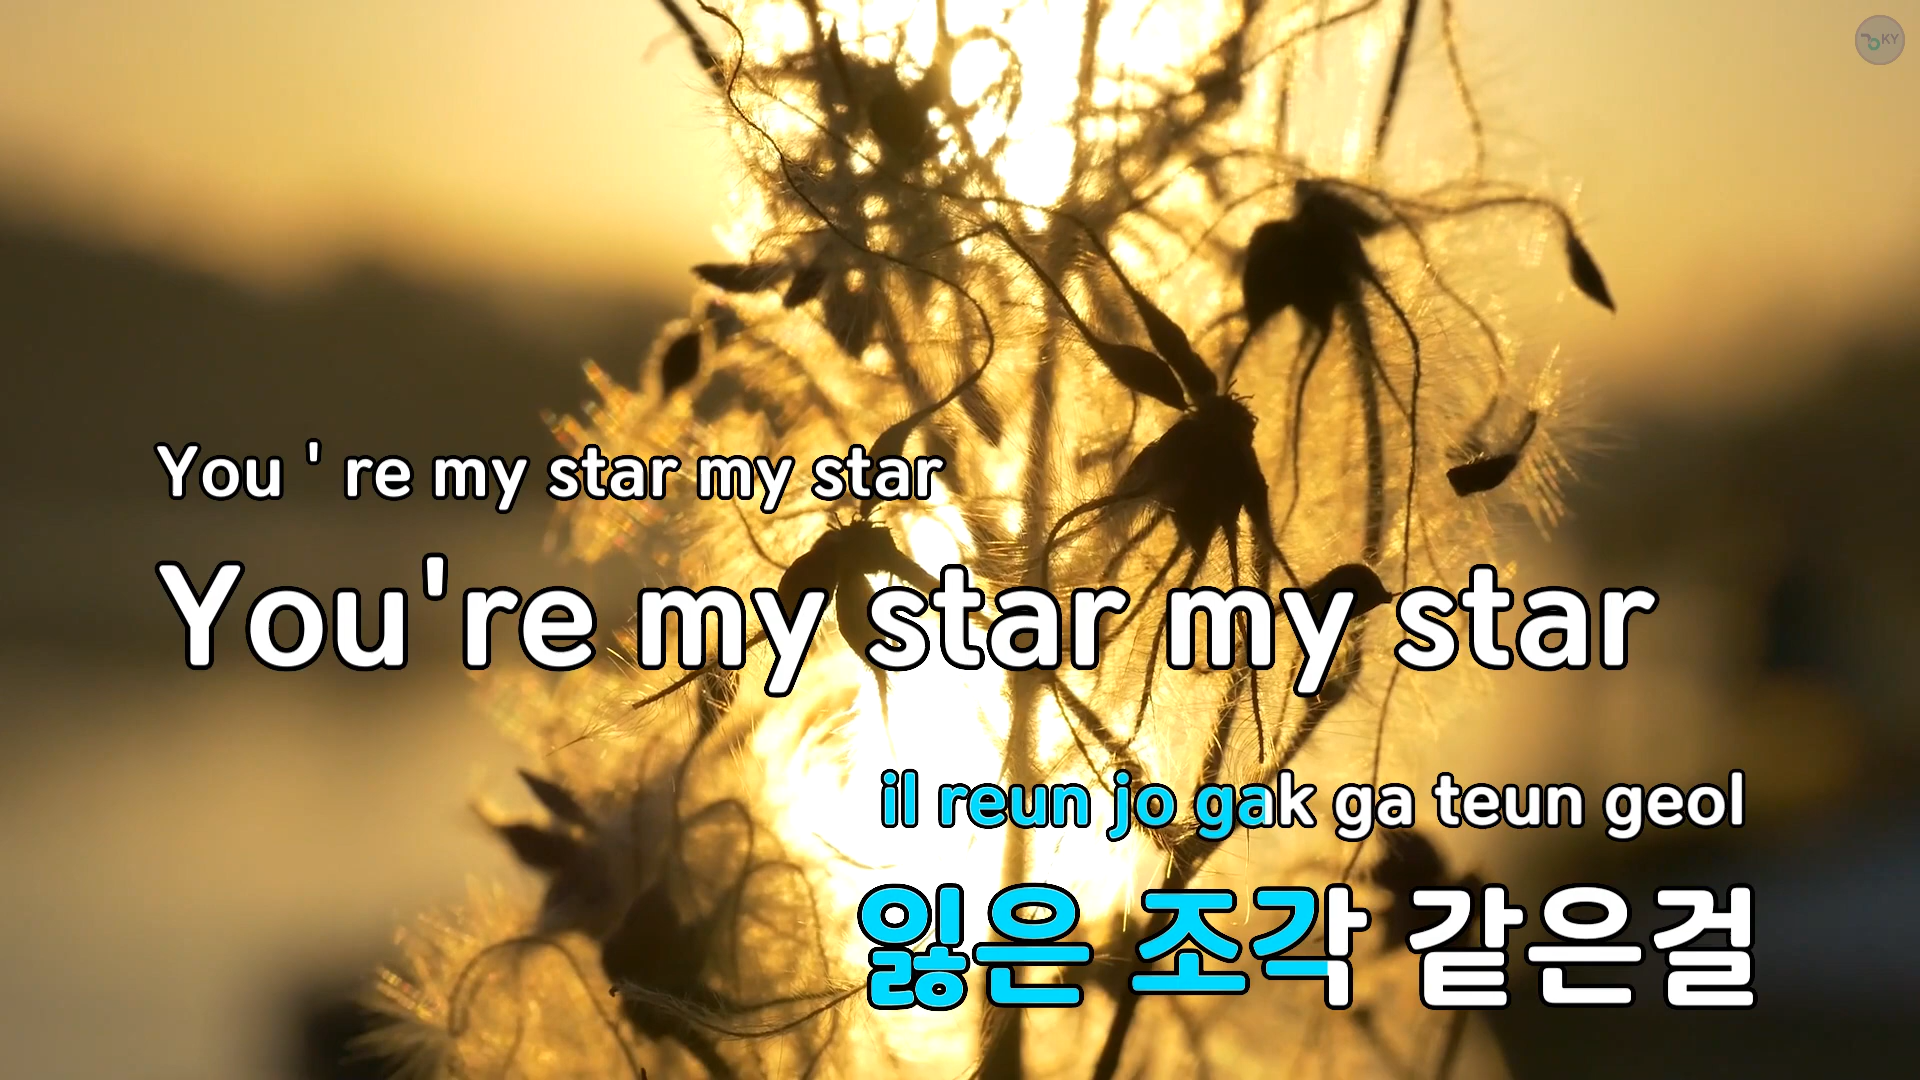 KY
You ' re my star my star
You're my star my star
il reun jo gak ga teun geol
잃은 조각 같은걸